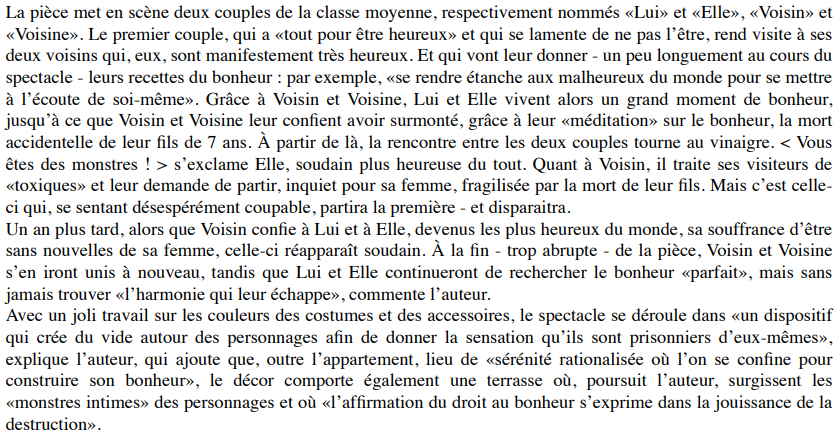 La pièce met en scène deux couples de la classe moyenne, respectivement nommés «Lui» et «Elle», «Voisin» et
«Voisine». Le premier couple, qui a «tout pour être heureux» et qui se lamente de ne pas l’être, rend visite à ses
deux voisins qui, eux, sont manifestement très heureux. Et qui vont leur donner - un peu longuement au cours du
spectacle - leurs recettes du bonheur : par exemple, «se rendre étanche aux malheureux du monde pour se mettre
à l’écoute de soi-même». Grâce à Voisin et Voisine, Lui et Elle vivent alors un grand moment de bonheur,
jusqu’à ce que Voisin et Voisine leur confient avoir surmonté, grâce à leur «méditation» sur le bonheur, la mort
accidentelle de leur fils de 7 ans. À partir de là, la rencontre entre les deux couples tourne au vinaigre. < Vous
êtes des monstres ! > s’exclame Elle, soudain plus heureuse du tout. Quant à Voisin, il traite ses visiteurs de
«toxiques» et leur demande de partir, inquiet pour sa femme, fragilisée par la mort de leur fils. Mais c’est celle-
ci qui, se sentant désespérément coupable, partira la première - et disparaitra.
Un an plus tard, alors que Voisin confie à Lui et à Elle, devenus les plus heureux du monde, sa souffrance d’être
sans nouvelles de sa femme, celle-ci réapparaît soudain. À la fin - trop abrupte - de la pièce, Voisin et Voisine
s’en iront unis à nouveau, tandis que Lui et Elle continueront de rechercher le bonheur «parfait», mais sans
jamais trouver «l’harmonie qui leur échappe», commente l’auteur.
Avec un joli travail sur les couleurs des costumes et des accessoires, le spectacle se déroule dans «un dispositif
qui crée du vide autour des personnages afin de donner la sensation qu’ils sont prisonniers d’eux-mêmes»,
explique l’auteur, qui ajoute que, outre l’appartement, lieu de «sérénité rationalisée où l’on se confine pour
construire son bonheur», le décor comporte également une terrasse où, poursuit l’auteur, surgissent les
«monstres intimes» des personnages et où «l’affirmation du droit au bonheur s’exprime dans la jouissance de la
destruction».